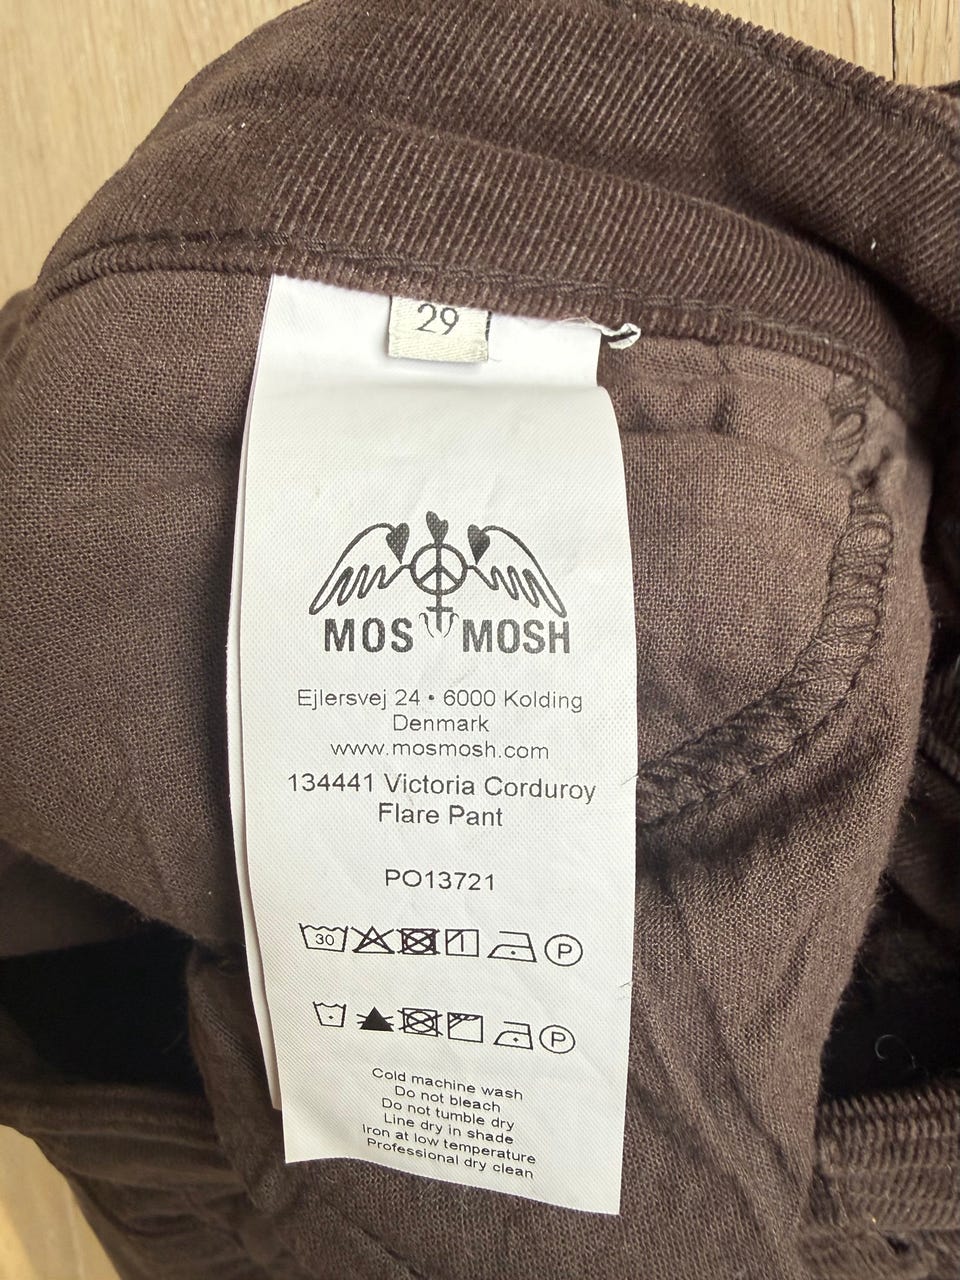 29
MOS MOSH
Ejlersvej 24 • 6000 Kolding
Denmark
www.mosmosh.com
134441 Victoria Corduroy
Flare Pant
PO13721
30 P
P
Cold machine wash
Do not bleach
Do not tumble dry
Line dry in shade
Iron at low temperature
Professional dry clean